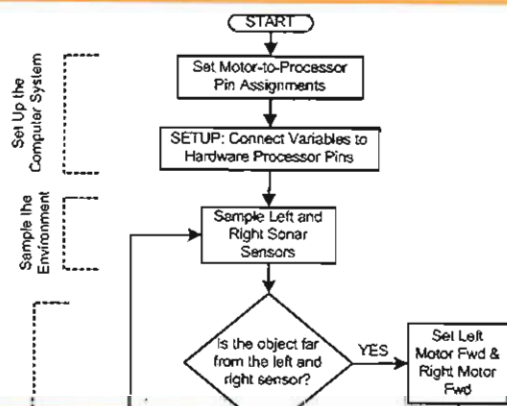 START
Set Motor-to-Processor
Pin Assignments
Set Up the
Computer System
SETUP: Connect Variables to
Hardware Processor Pins
Sample the
Environment
Sample Left and
Right Sonar
Sensors
Is the object far
from the left and
right sensor?
YES
Set Left
Motor Fwd &
Right Motor
Fwd